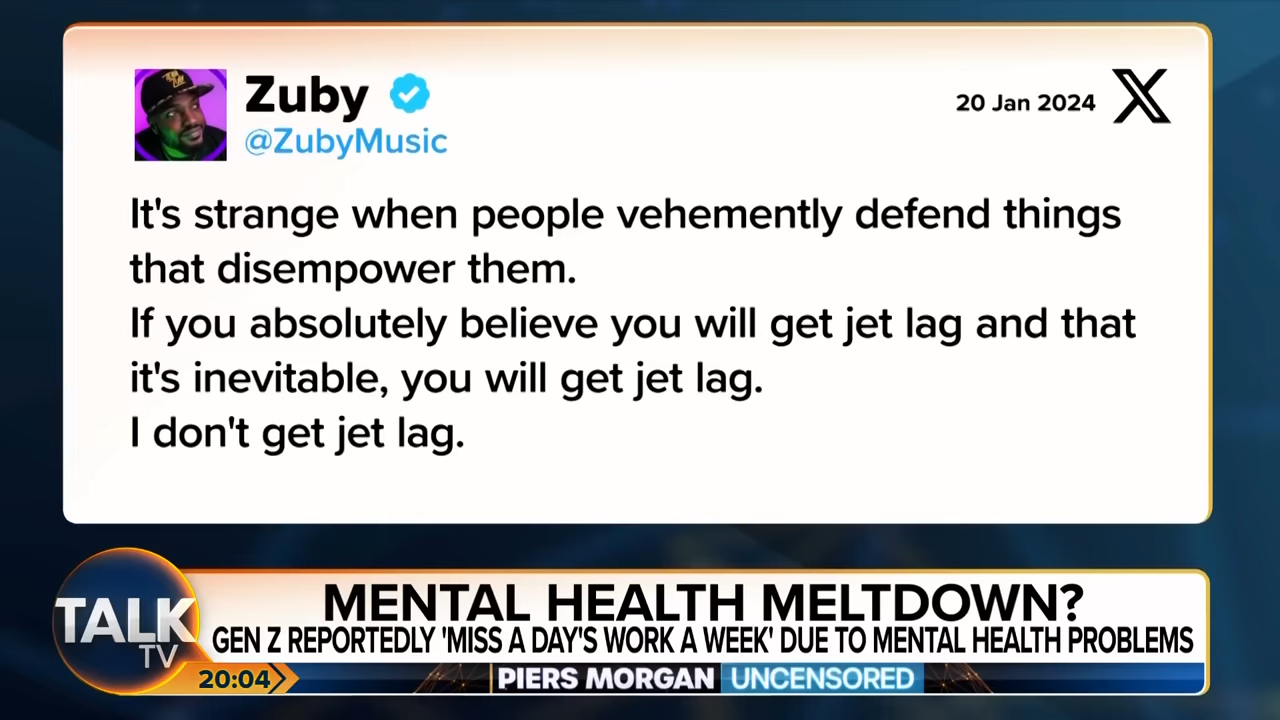 Zuby
@ZubyMusic
20 Jan 2024
It's strange when people vehemently defend things
that disempower them.
If you absolutely believe you will get jet lag and that
it's inevitable, you will get jet lag.
I don't get jet lag.
TALK
TV
MENTAL HEALTH MELTDOWN?
GEN Z REPORTEDLY 'MISS A DAY'S WORK A WEEK' DUE TO MENTAL HEALTH PROBLEMS
20:04
PIERS MORGAN UNCENSORED